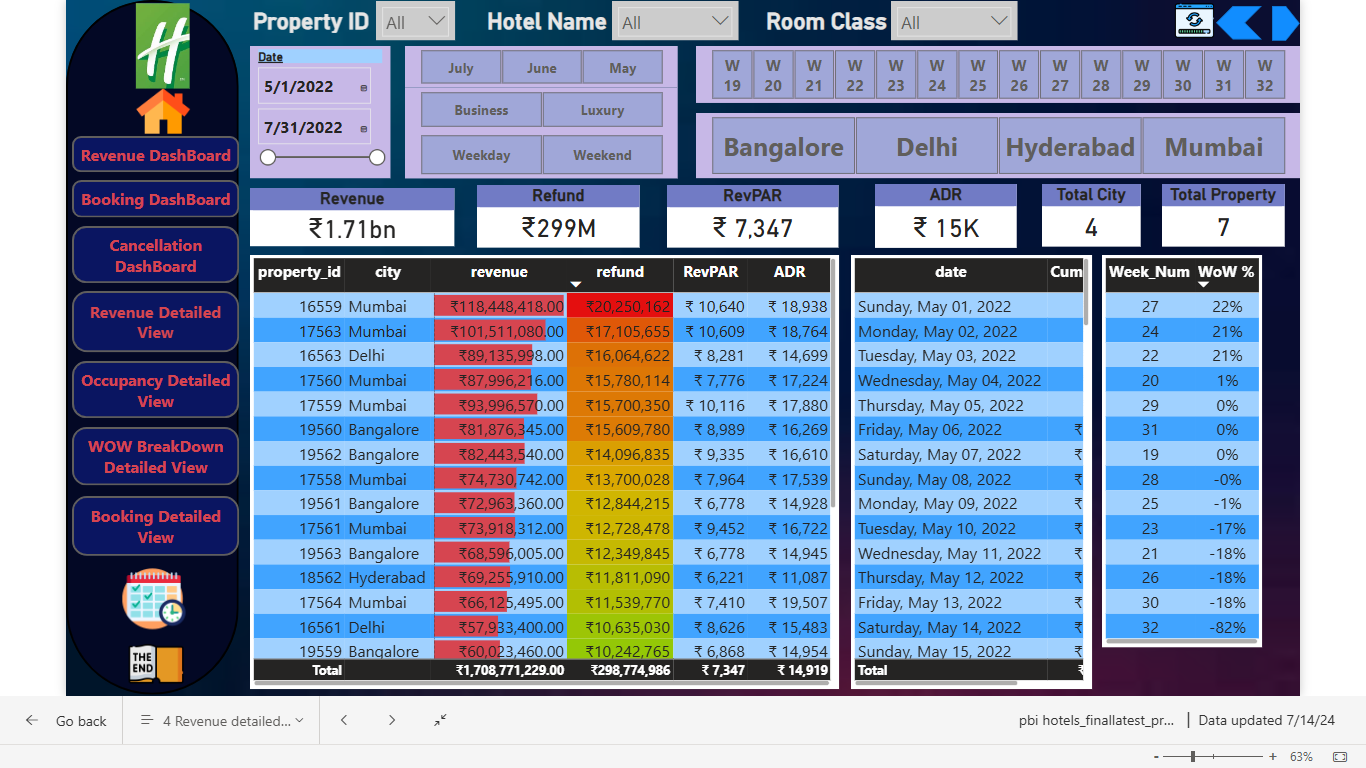 Property ID All Hotel Name All Room Class All
H
Date
5/1/2022
7/31/2022
July June May
Business Luxury
Weekday Weekend
W 19 W 20 W 21 W 22 W 23 W 24 W 25 W 26 W 27 W 28 W 29 W 30 W 31 W 32
Bangalore Delhi Hyderabad Mumbai
Revenue DashBoard
Booking DashBoard
Cancellation
DashBoard
Revenue Detailed
View
Occupancy Detailed
View
WOW BreakDown
Detailed View
Booking Detailed
View
THE
END
Revenue
₹1.71bn
Refund
₹299M
RevPAR
₹ 7,347
ADR
₹ 15K
Total City
4
Total Property
7
property_id city revenue refund RevPAR ADR
16559 Mumbai ₹118,448,418.00 ₹20,250,162 ₹ 10,640 ₹ 18,938
17563 Mumbai ₹101,511,080.00 ₹17,105,655 ₹ 10,609 ₹ 18,764
16563 Delhi ₹89,135,998.00 ₹16,064,622 ₹ 8,281 ₹ 14,699
17560 Mumbai ₹87,996,216.00 ₹15,780,114 ₹ 7,776 ₹ 17,224
17559 Mumbai ₹93,996,570.00 ₹15,700,350 ₹ 10,116 ₹ 17,880
19560 Bangalore ₹81,876,345.00 ₹15,609,780 ₹ 8,989 ₹ 16,269
19562 Bangalore ₹82,443,540.00 ₹14,096,835 ₹ 9,335 ₹ 16,610
17558 Mumbai ₹74,730,742.00 ₹13,700,028 ₹ 7,964 ₹ 17,539
19561 Bangalore ₹72,963,360.00 ₹12,844,215 ₹ 6,778 ₹ 14,928
17561 Mumbai ₹73,918,312.00 ₹12,728,478 ₹ 9,452 ₹ 16,722
19563 Bangalore ₹68,596,005.00 ₹12,349,845 ₹ 6,778 ₹ 14,945
18562 Hyderabad ₹69,255,910.00 ₹11,811,090 ₹ 6,221 ₹ 11,087
17564 Mumbai ₹66,125,495.00 ₹11,539,770 ₹ 7,410 ₹ 19,507
16561 Delhi ₹57,933,400.00 ₹10,635,030 ₹ 8,626 ₹ 15,483
19559 Bangalore ₹60,023,460.00 ₹10,242,765 ₹ 6,868 ₹ 14,954
Total ₹1,708,771,229.00 ₹298,774,986 ₹ 7,347 ₹ 14,919
date Cum
Sunday, May 01, 2022
Monday, May 02, 2022
Tuesday, May 03, 2022
Wednesday, May 04, 2022
Thursday, May 05, 2022
Friday, May 06, 2022 ₹
Saturday, May 07, 2022 ₹
Sunday, May 08, 2022 ₹
Monday, May 09, 2022 ₹
Tuesday, May 10, 2022 ₹
Wednesday, May 11, 2022 ₹
Thursday, May 12, 2022 ₹
Friday, May 13, 2022 ₹
Saturday, May 14, 2022 ₹
Sunday, May 15, 2022 ₹
Total ₹
Week_Num WoW %
27 22%
24 21%
22 21%
20 1%
29 0%
31 0%
19 0%
28 -0%
25 -1%
23 -17%
21 -18%
26 -18%
30 -18%
32 -82%
Go back 4 Revenue detailed... pbi hotels_finallatest_pr... | Data updated 7/14/24
- + 63%